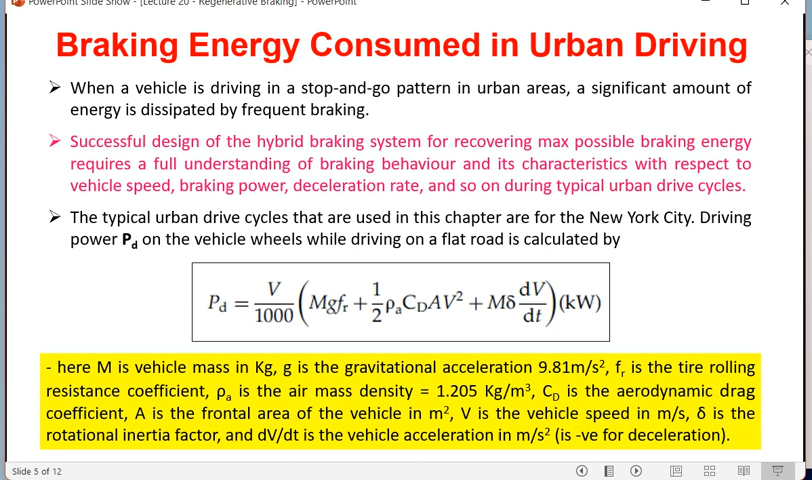 PowerPoint Slide Show - [Lecture 20 - Regenerative Braking] - PowerPoint
Braking Energy Consumed in Urban Driving
➢ When a vehicle is driving in a stop-and-go pattern in urban areas, a significant amount of
energy is dissipated by frequent braking.
➢ Successful design of the hybrid braking system for recovering max possible braking energy
requires a full understanding of braking behaviour and its characteristics with respect to
vehicle speed, braking power, deceleration rate, and so on during typical urban drive cycles.
➢ The typical urban drive cycles that are used in this chapter are for the New York City. Driving
power P_d on the vehicle wheels while driving on a flat road is calculated by
P_d = V/1000 (Mgf_r + 1/2 ρ_a C_D AV² + Mδ dV/dt) (kW)
- here M is vehicle mass in Kg, g is the gravitational acceleration 9.81m/s², f_r is the tire rolling
resistance coefficient, ρ_a is the air mass density = 1.205 Kg/m³, C_D is the aerodynamic drag
coefficient, A is the frontal area of the vehicle in m², V is the vehicle speed in m/s, δ is the
rotational inertia factor, and dV/dt is the vehicle acceleration in m/s² (is -ve for deceleration).
Slide 5 of 12